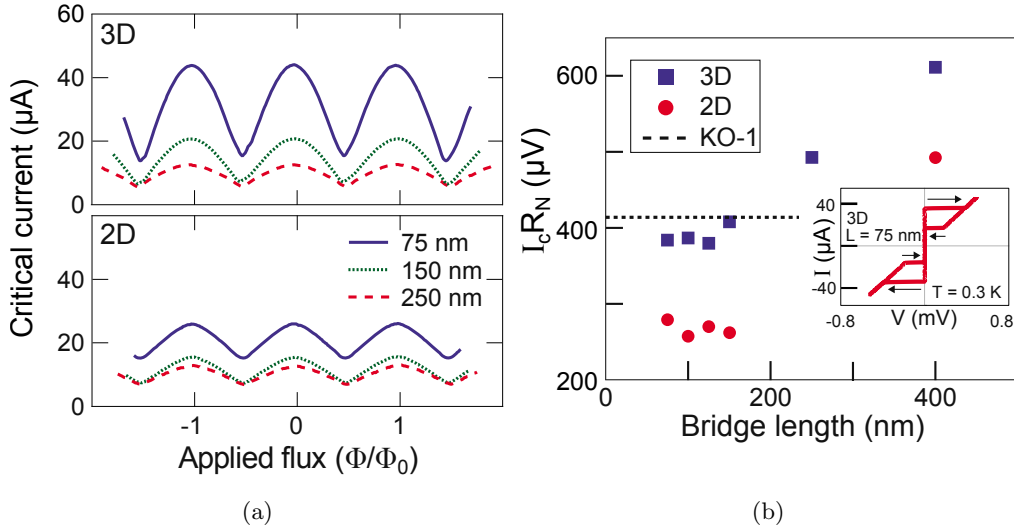 60
3D
40
20
0
2D
75 nm
150 nm
250 nm
40
20
0
-1
0
1
Critical current (µA)
Applied flux (Φ/Φ₀)
(a)
600
400
200
0
200
400
I_cR_N (µV)
Bridge length (nm)
3D
2D
KO-1
40
3D
L = 75 nm
-40
T = 0.3 K
-0.8
0.8
I (µA)
V (mV)
(b)